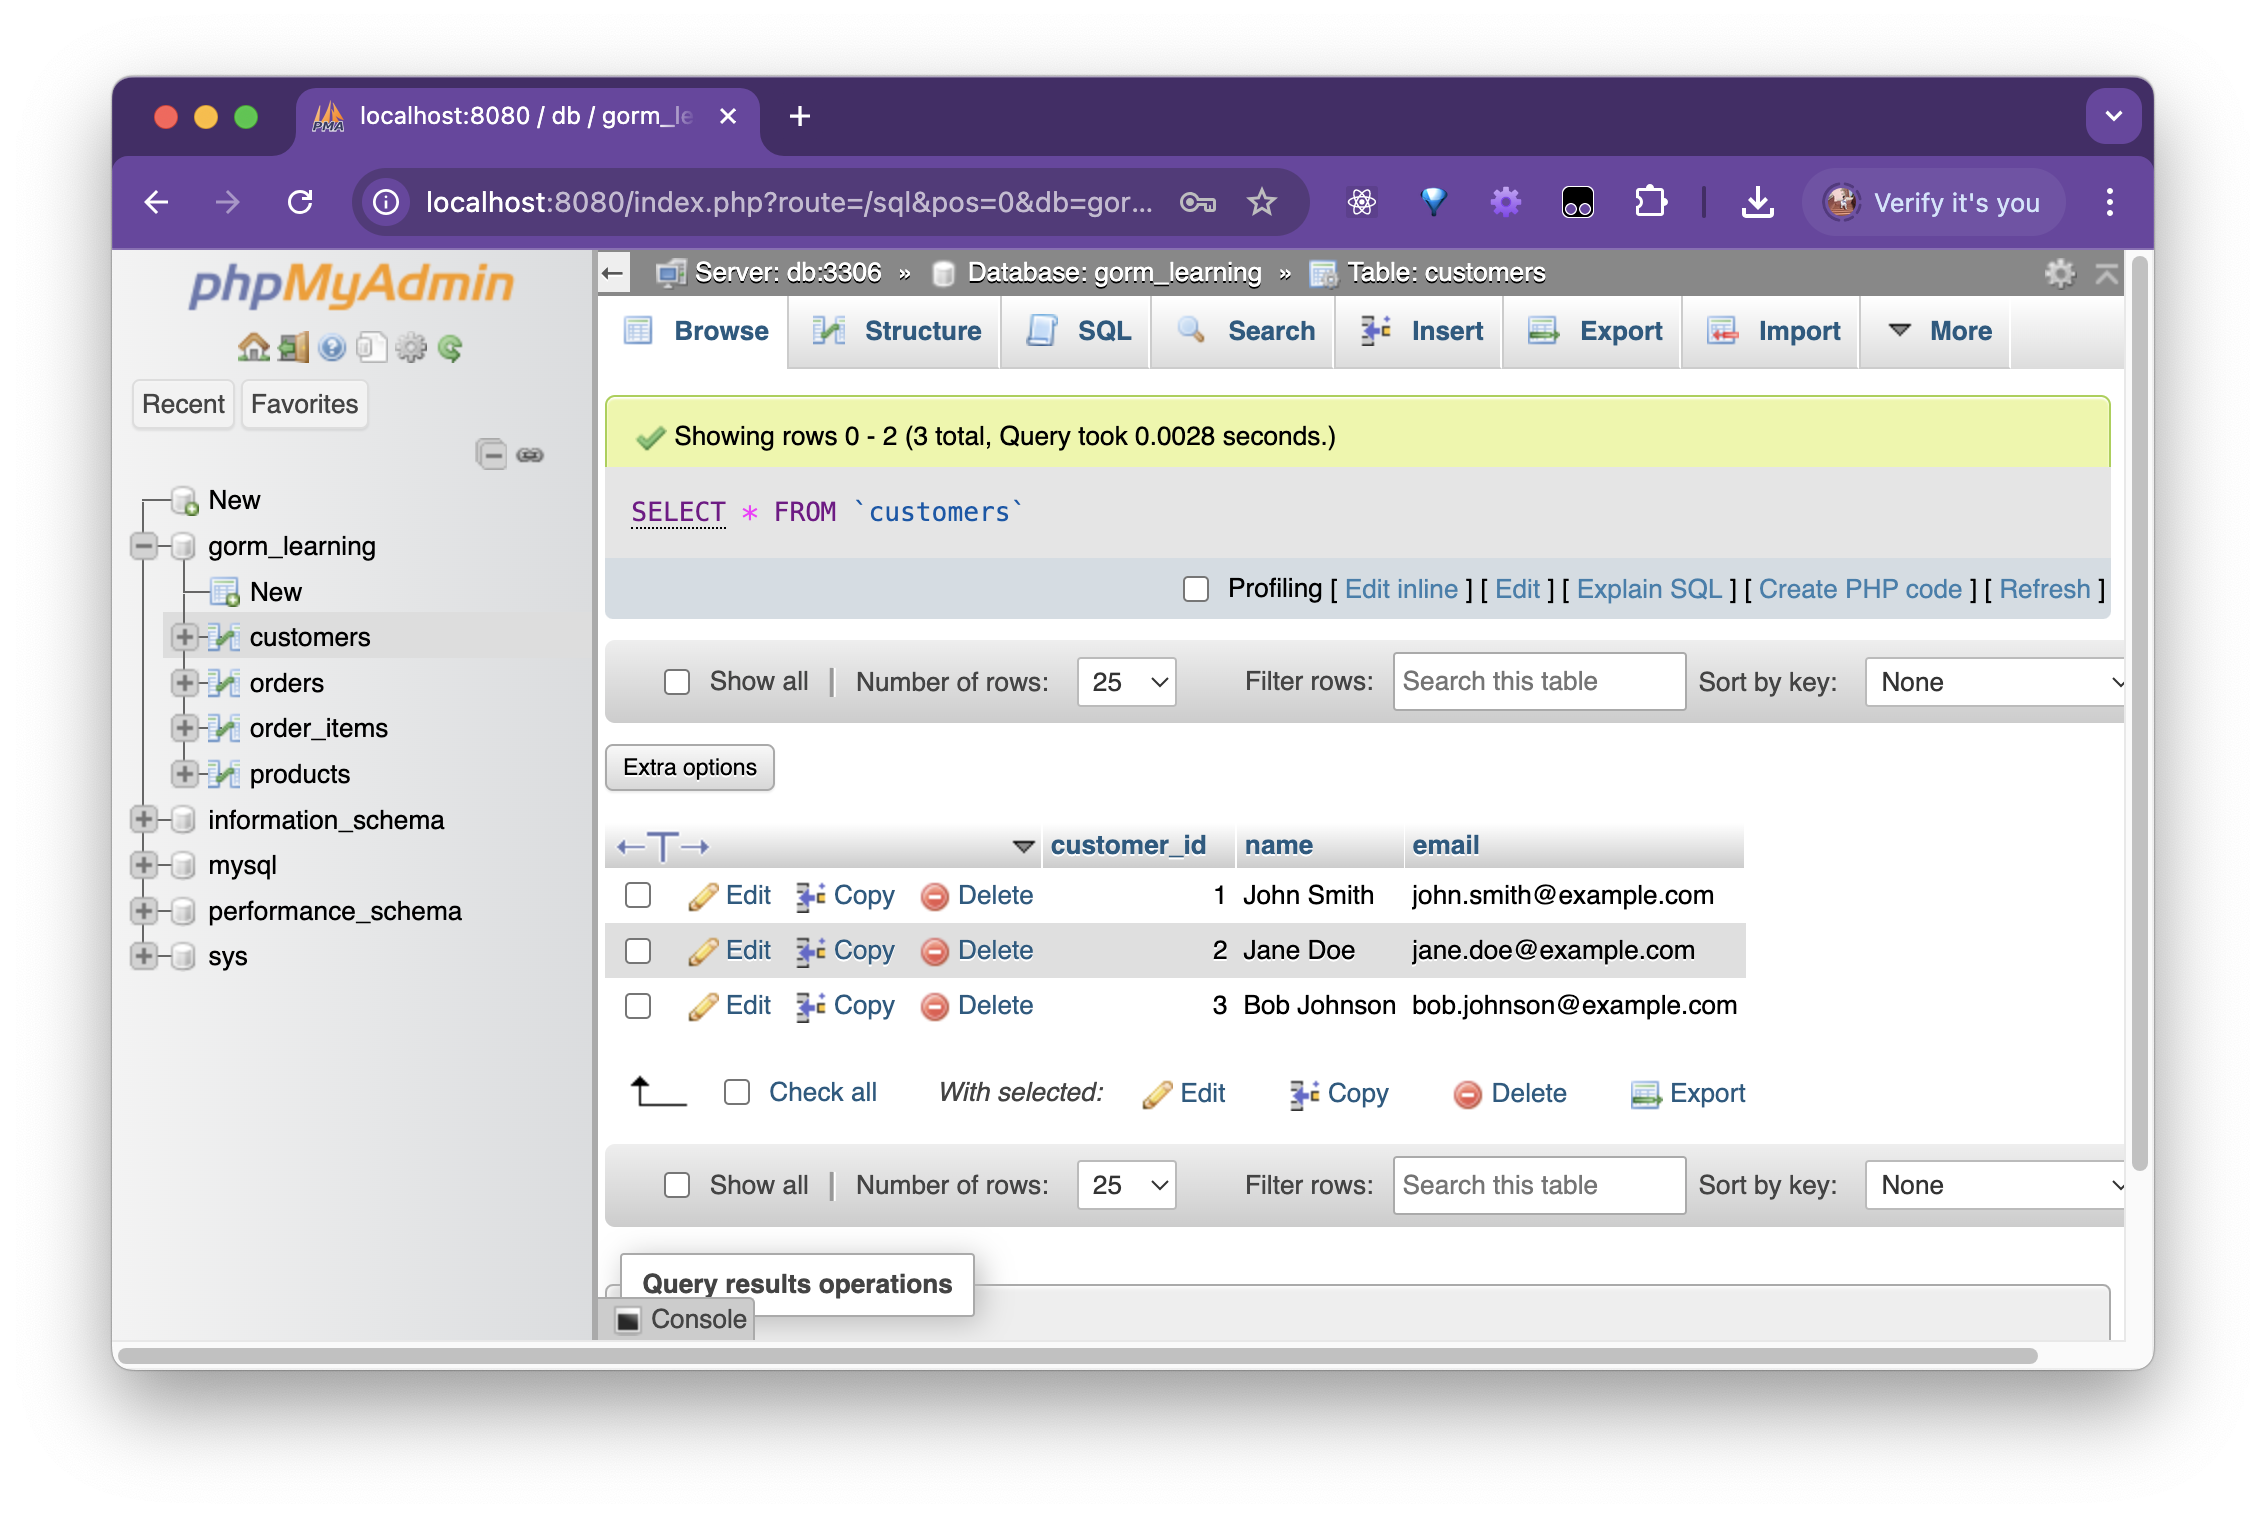 localhost:8080 / db / gorm_le
localhost:8080/index.php?route=/sql&pos=0&db=gor...
Verify it's you
phpMyAdmin
Recent
Favorites
New
gorm_learning
New
customers
orders
order_items
products
information_schema
mysql
performance_schema
sys
Server: db:3306 » Database: gorm_learning » Table: customers
Browse Structure SQL Search Insert Export Import More
Showing rows 0 - 2 (3 total, Query took 0.0028 seconds.)
SELECT * FROM `customers`
Profiling [ Edit inline ] [ Edit ] [ Explain SQL ] [ Create PHP code ] [ Refresh ]
Show all | Number of rows: 25 Filter rows: Search this table Sort by key: None
Extra options
←T→ customer_id name email
Edit Copy Delete 1 John Smith john.smith@example.com
Edit Copy Delete 2 Jane Doe jane.doe@example.com
Edit Copy Delete 3 Bob Johnson bob.johnson@example.com
Check all With selected: Edit Copy Delete Export
Show all | Number of rows: 25 Filter rows: Search this table Sort by key: None
Query results operations
Console